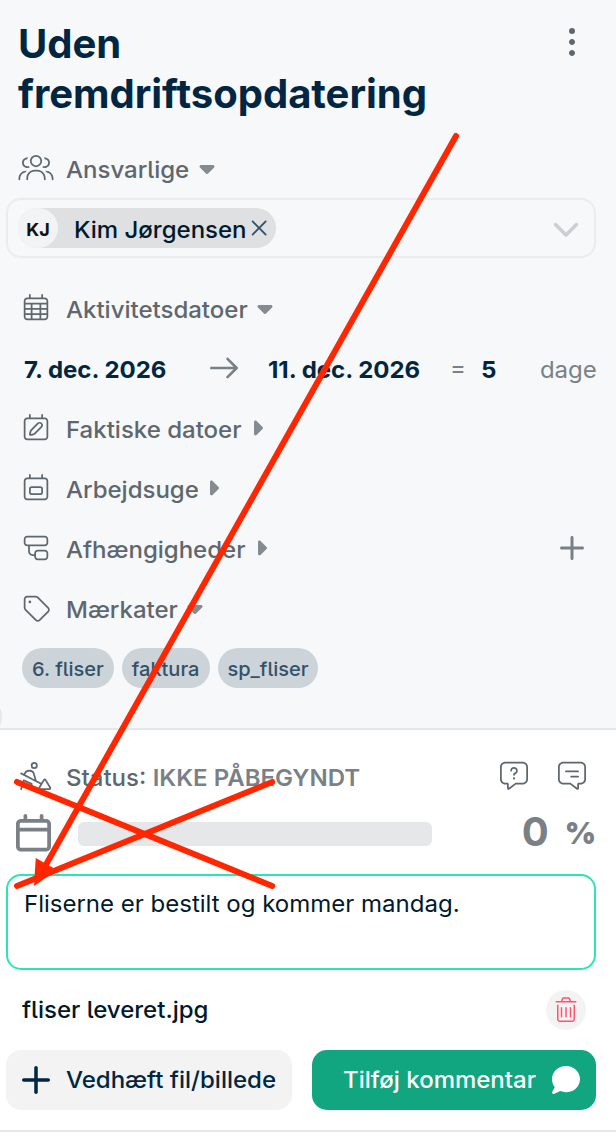 Uden
fremdriftsopdatering
Ansvarlige
KJ Kim Jørgensen
Aktivitetsdatoer
7. dec. 2026 → 11. dec. 2026 = 5 dage
Faktiske datoer
Arbejdsuge
Afhængigheder
Mærkater
6. fliser faktura sp_fliser
Status: IKKE PÅBEGYNDT
0 %
Fliserne er bestilt og kommer mandag.
fliser leveret.jpg
Vedhæft fil/billede Tilføj kommentar